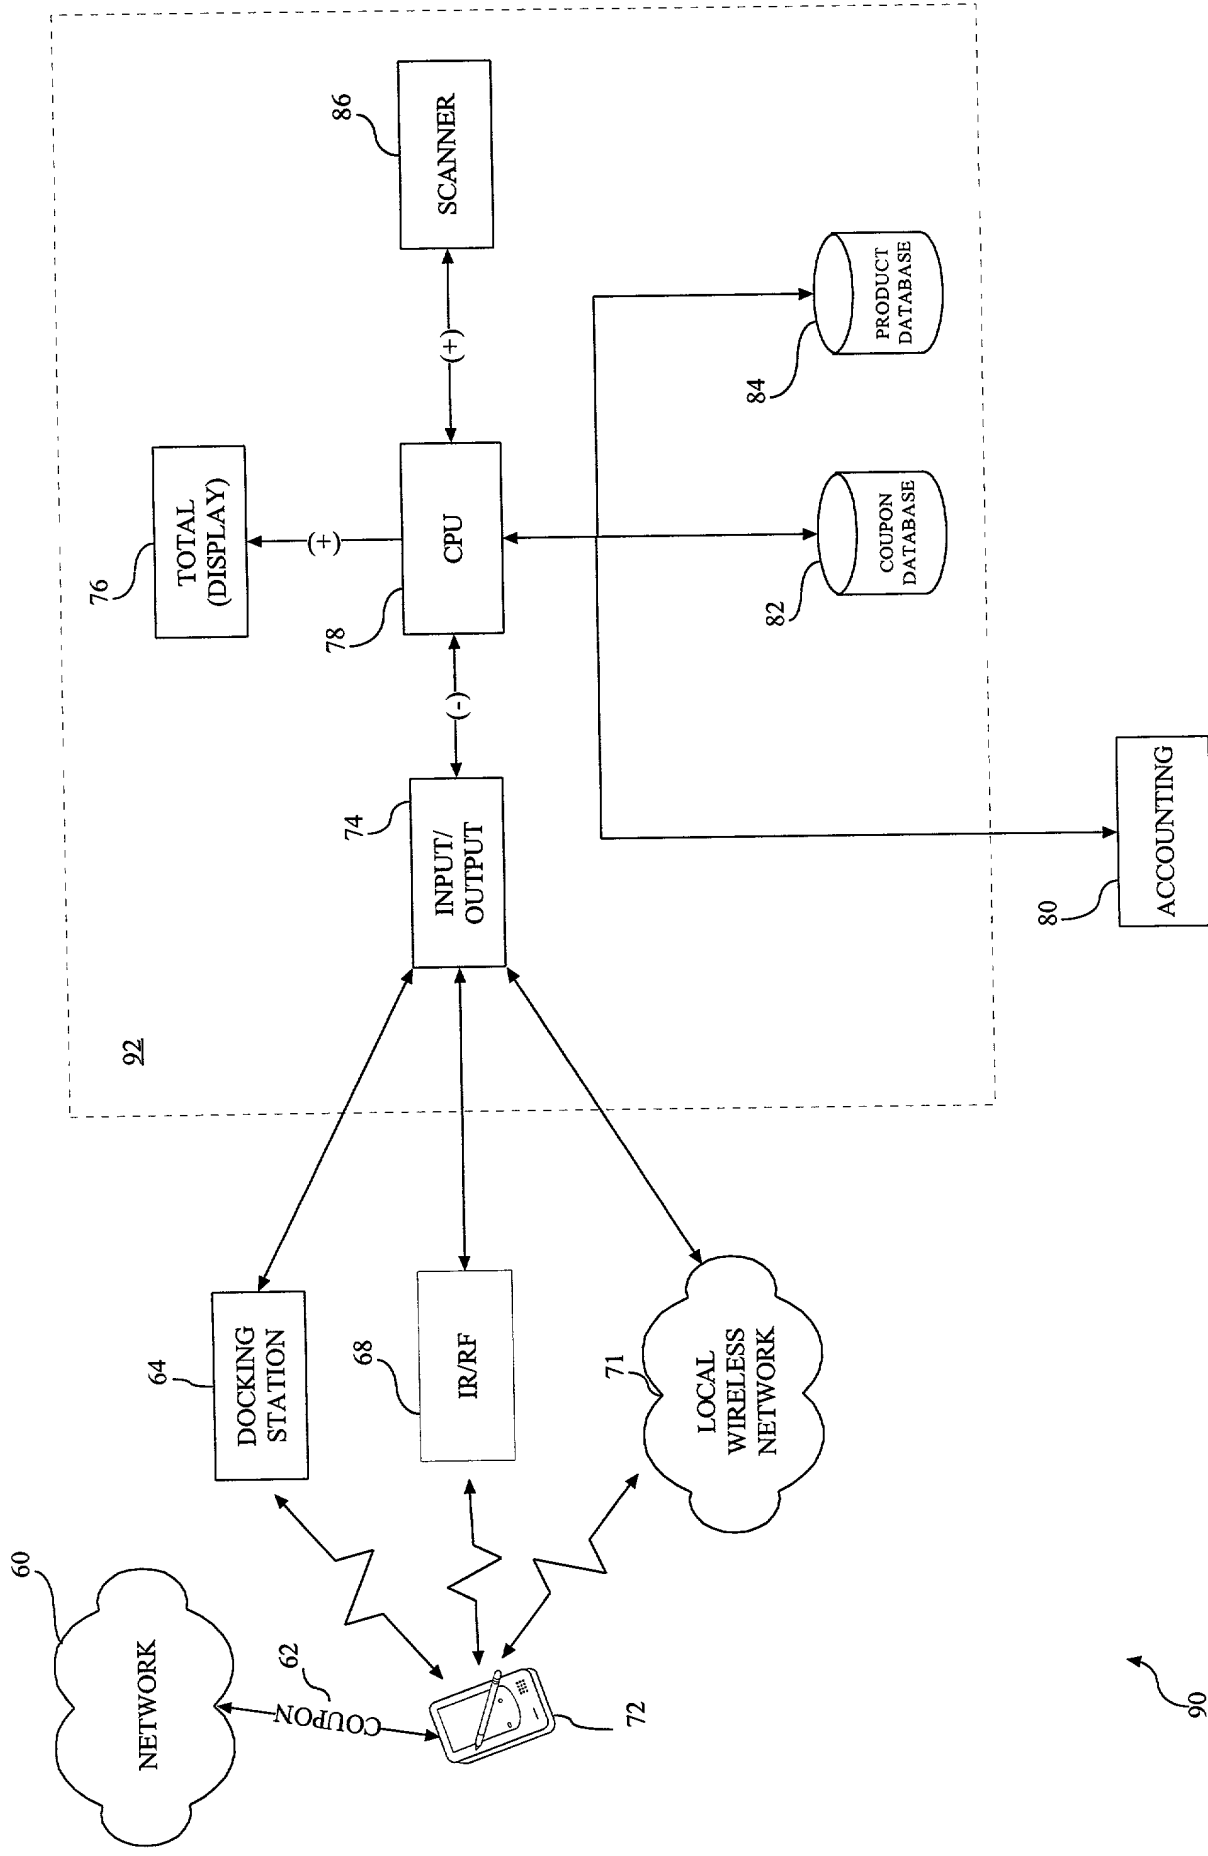 60
NETWORK
62
COUPON
72
64
DOCKING
STATION
68
IR/RF
71
LOCAL
WIRELESS
NETWORK
92
74
INPUT/
OUTPUT
(-)
76
TOTAL
(DISPLAY)
(+)
78
CPU
(+)
86
SCANNER
82
COUPON
DATABASE
84
PRODUCT
DATABASE
80
ACCOUNTING
90